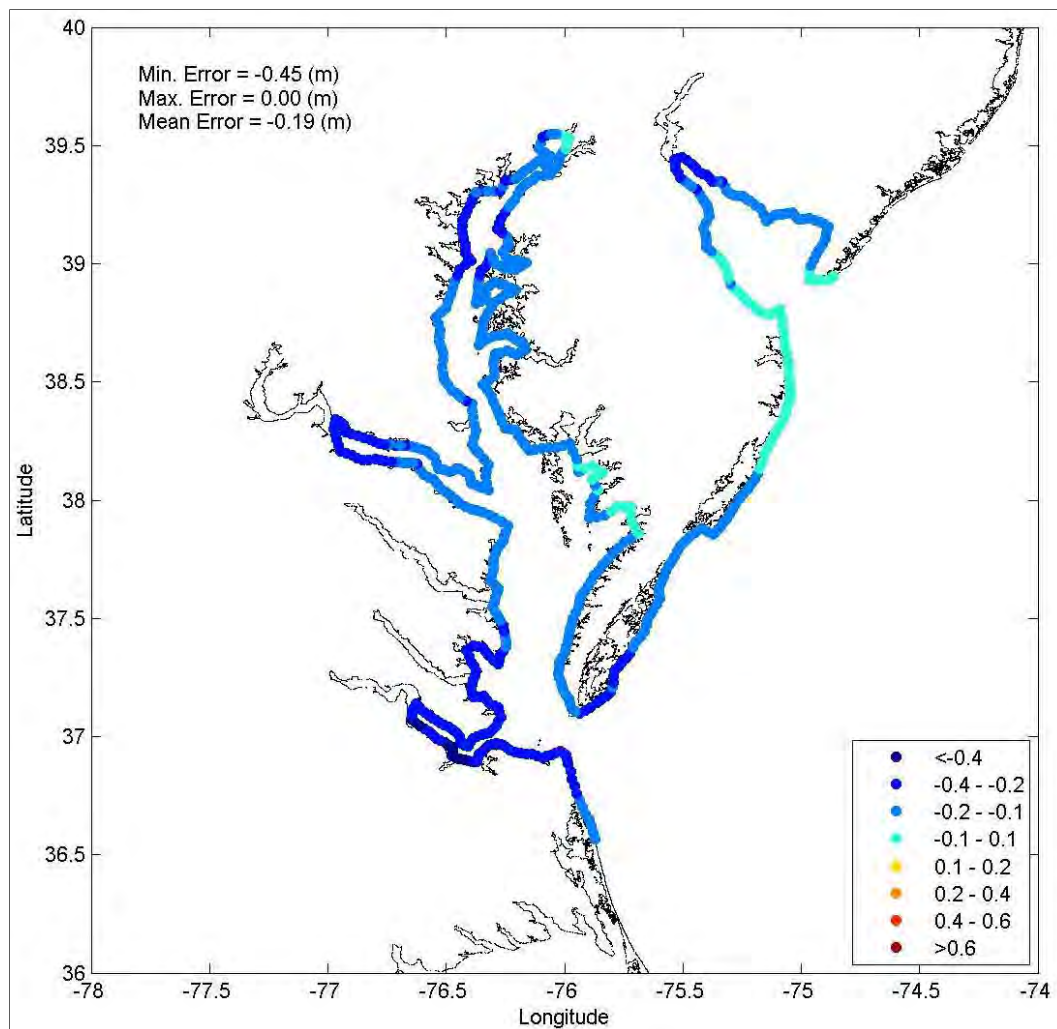 Min. Error = -0.45 (m)
Max. Error = 0.00 (m)
Mean Error = -0.19 (m)
40
39.5
39
38.5
38
37.5
37
36.5
36
Latitude
<-0.4
-0.4 - -0.2
-0.2 - -0.1
-0.1 - 0.1
0.1 - 0.2
0.2 - 0.4
0.4 - 0.6
>0.6
-78 -77.5 -77 -76.5 -76 -75.5 -75 -74.5 -74
Longitude